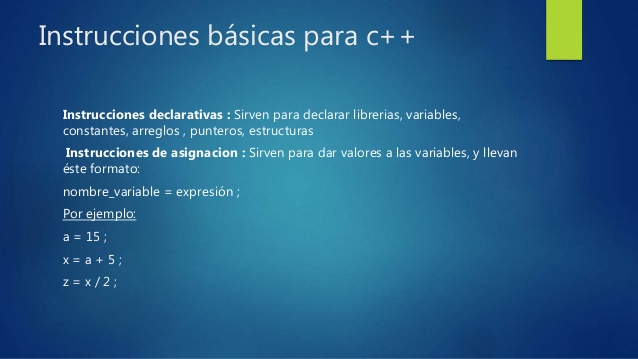 Instrucciones básicas para c++
Instrucciones declarativas : Sirven para declarar librerias, variables,
constantes, arreglos , punteros, estructuras
Instrucciones de asignacion : Sirven para dar valores a las variables, y llevan
éste formato:
nombre_variable = expresión ;
Por ejemplo:
a = 15 ;
x = a + 5 ;
z = x / 2 ;